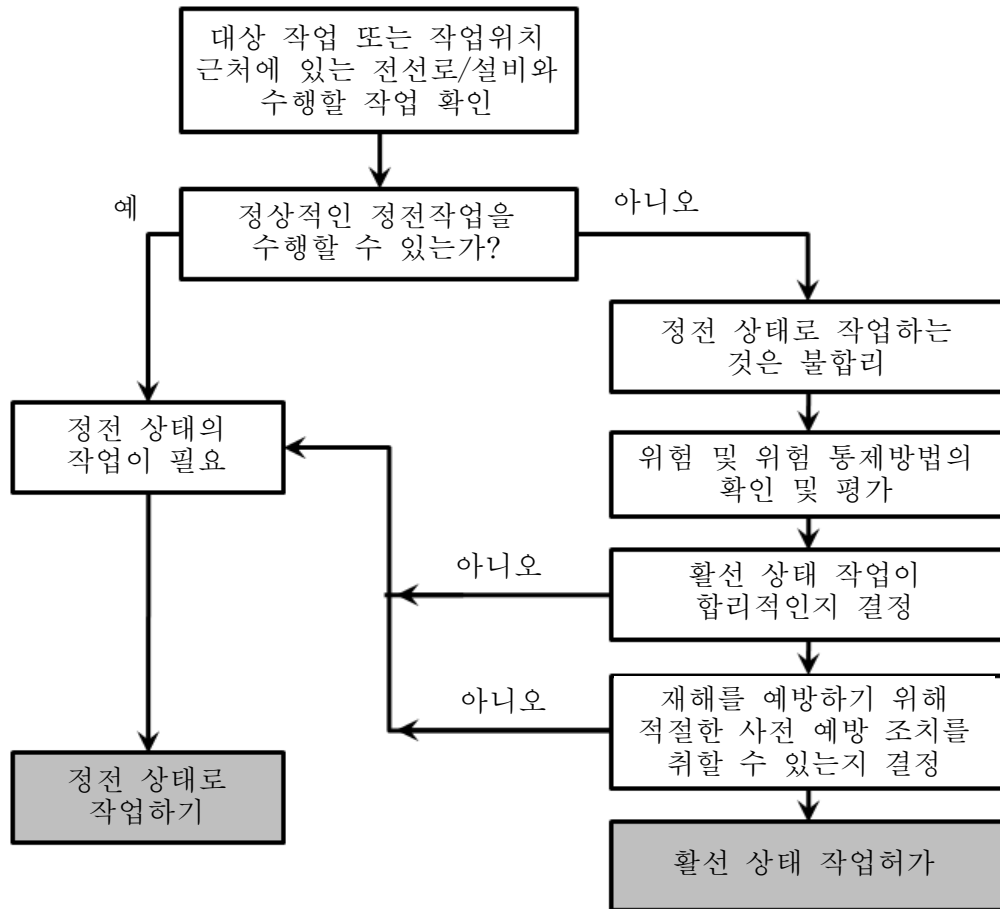 대상 작업 또는 작업위치
근처에 있는 전선로/설비와
수행할 작업 확인
예
정상적인 정전작업을
수행할 수 있는가?
아니오
정전 상태로 작업하는
것은 불합리
정전 상태의
작업이 필요
위험 및 위험 통제방법의
확인 및 평가
아니오
활선 상태 작업이
합리적인지 결정
아니오
재해를 예방하기 위해
적절한 사전 예방 조치를
취할 수 있는지 결정
정전 상태로
작업하기
활선 상태 작업허가